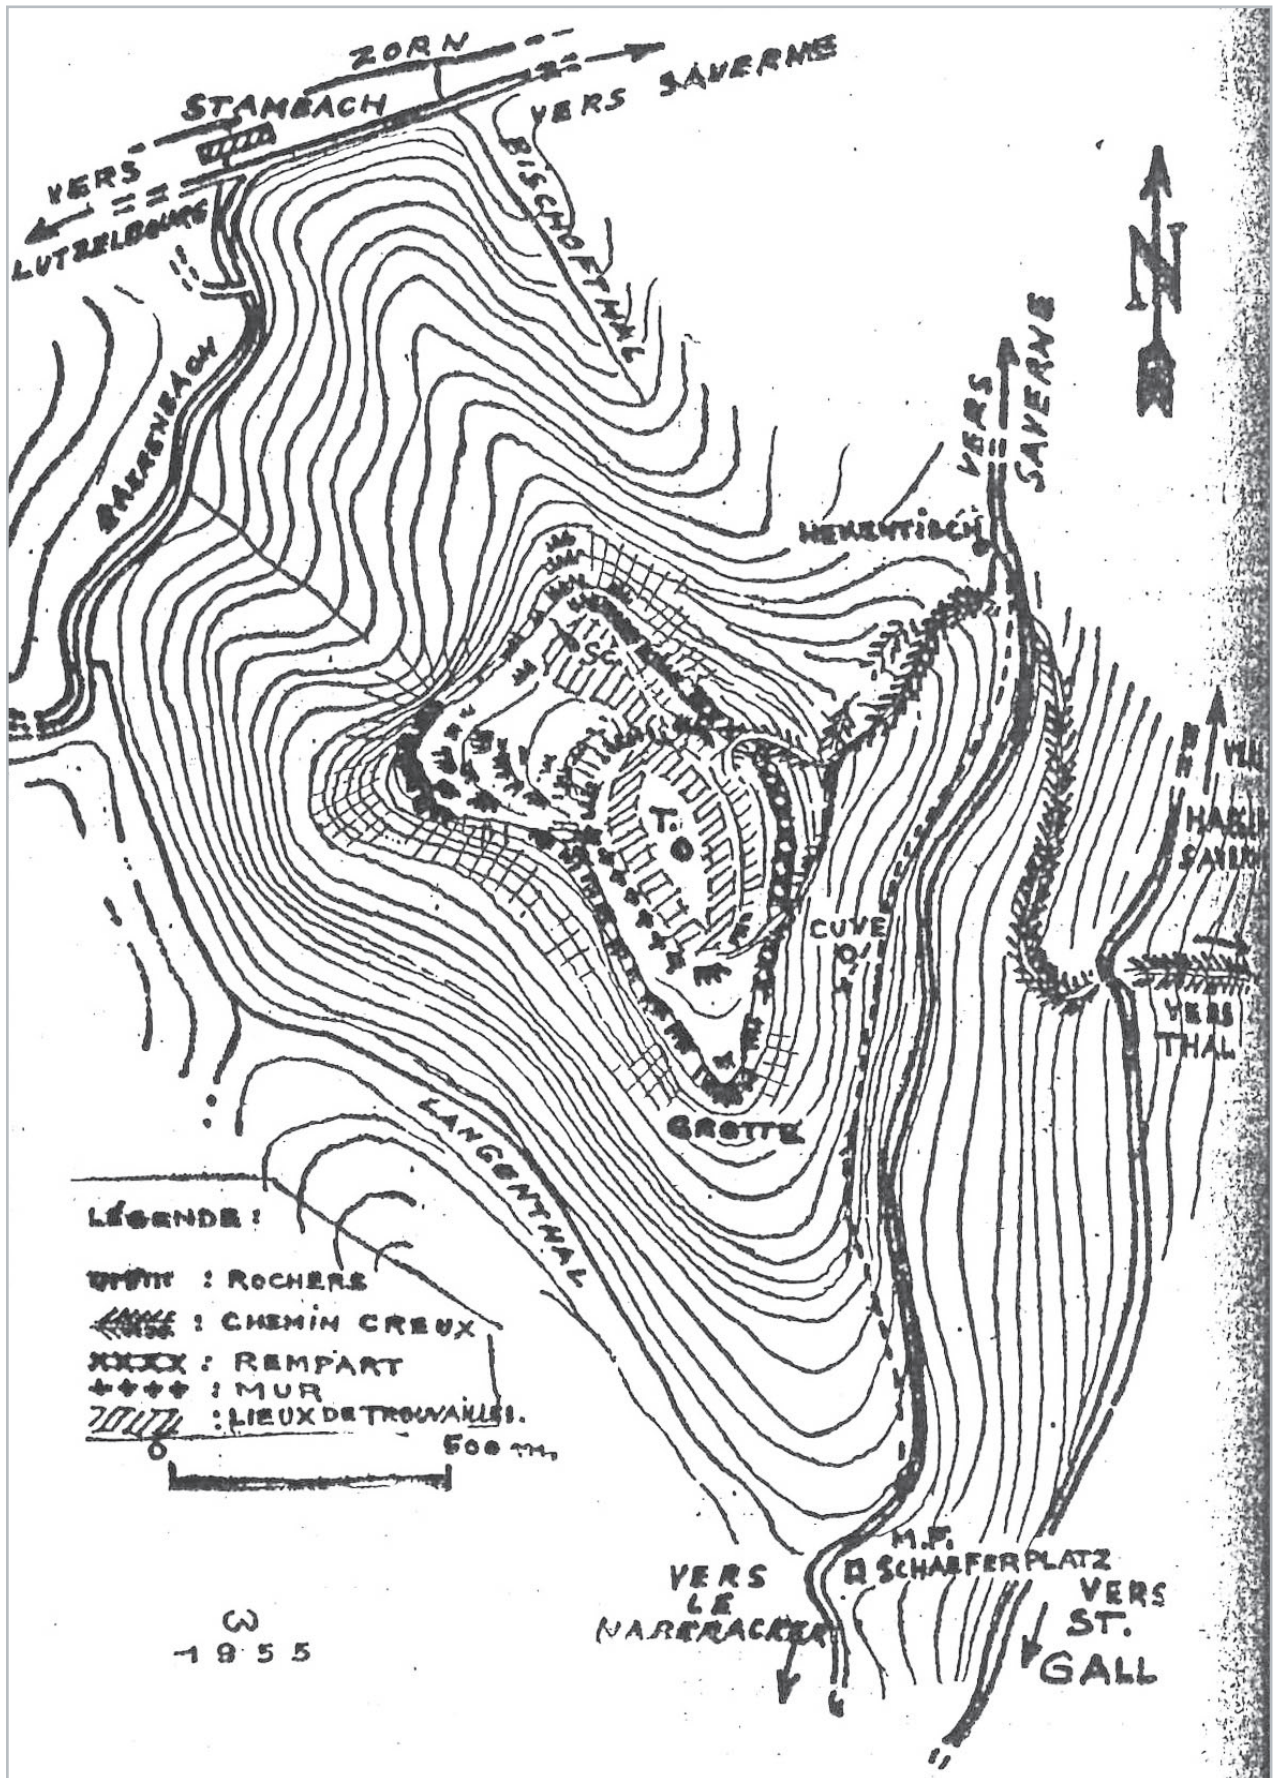 ZORN
STAMBACH
VERS SAVERNE
VERS
LUTZELBOURG
BISCHOFTHAL
N
BAERENBACH
VERS
SAVERNE
HEXENTISCH
T.
CUVE
VERS
THAL
GROTTE
LANGENTHAL
LÉGENDE :
: ROCHERS
: CHEMIN CREUX
: REMPART
: MUR
: LIEUX DE TROUVAILLES.
0 500 m.
M.F.
SCHAEFERPLATZ
VERS
LE
VERS
ST.
GALL
1955